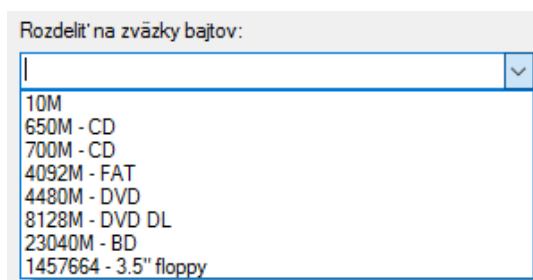 Rozdeliť na zväzky bajtov:
10M
650M - CD
700M - CD
4092M - FAT
4480M - DVD
8128M - DVD DL
23040M - BD
1457664 - 3.5" floppy